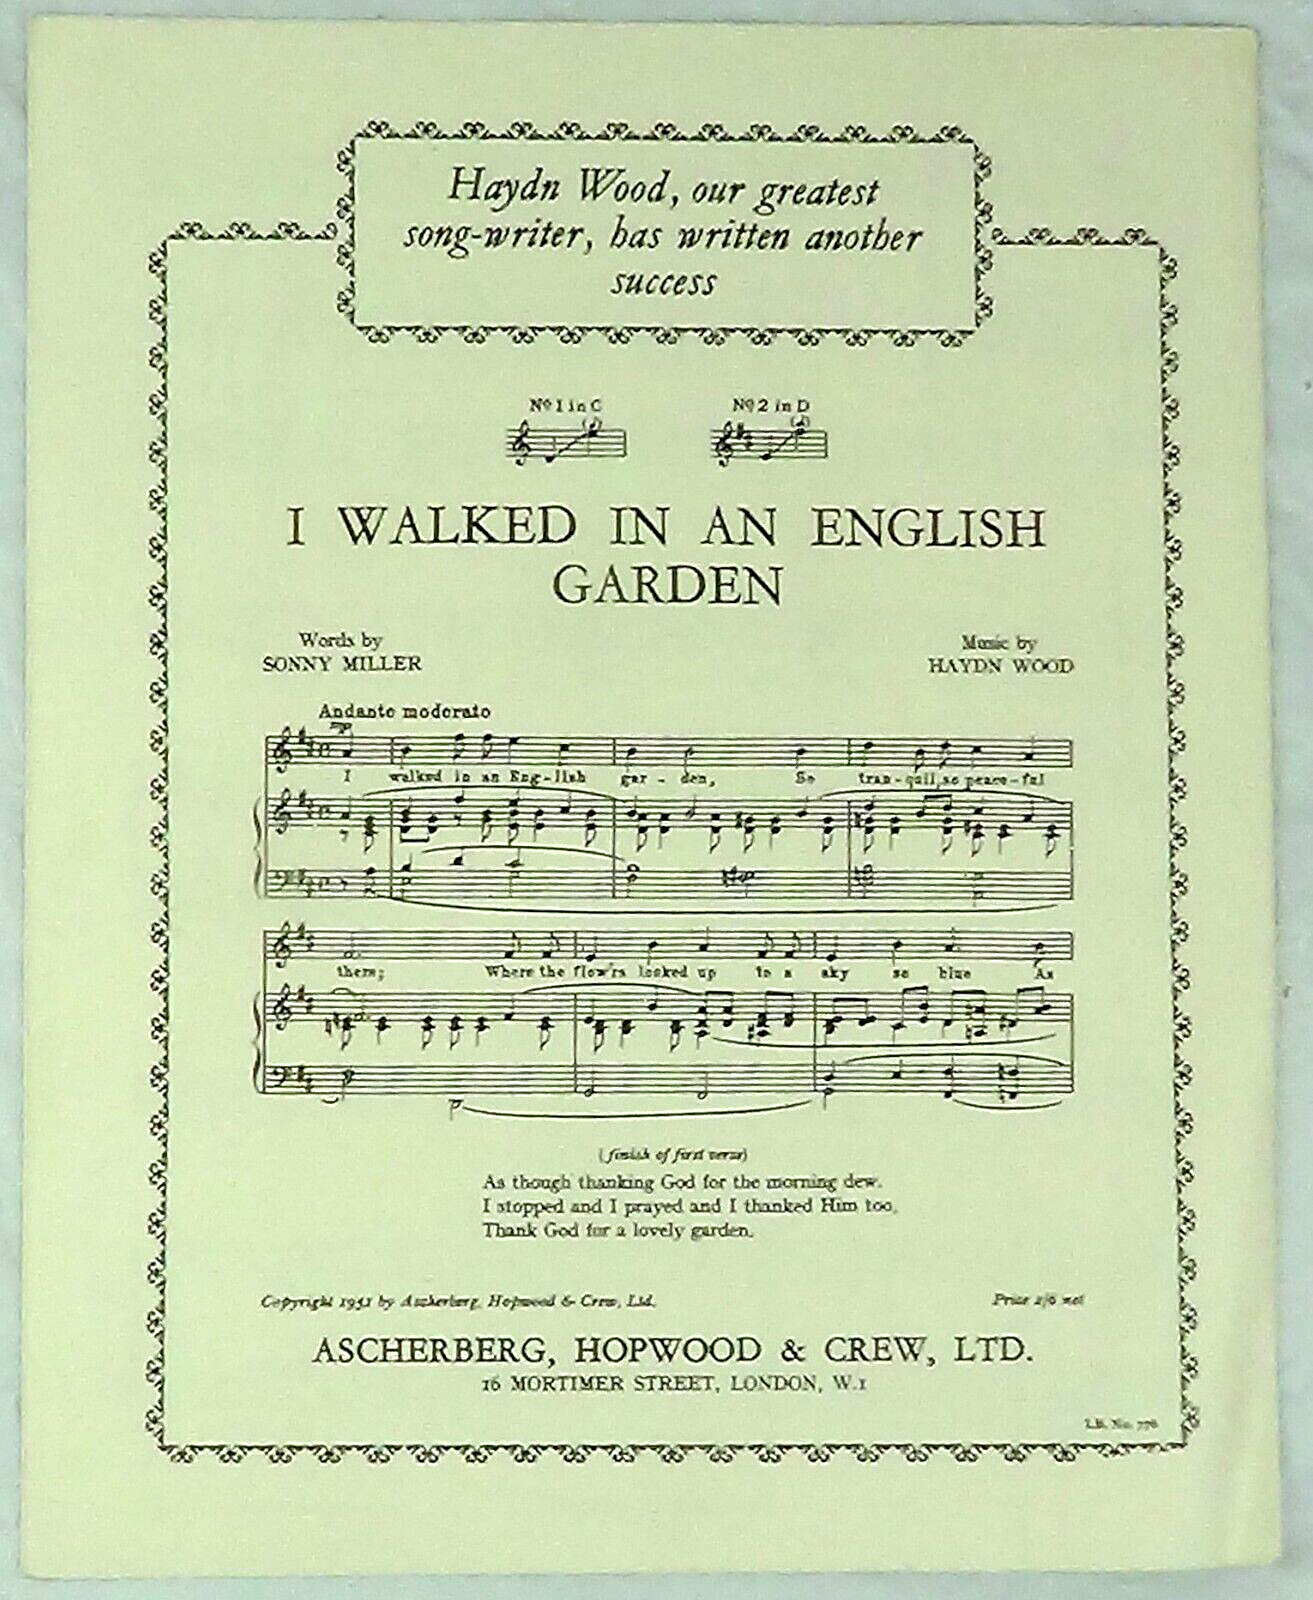 Haydn Wood, our greatest
song-writer, has written another
success
No 1 in C
No 2 in D
I WALKED IN AN ENGLISH
GARDEN
Words by
SONNY MILLER
Music by
HAYDN WOOD
Andante moderato
I walked in an Eng-lish gar - den, So tran-quil, so peace-ful
there; Where the flow'rs looked up to a sky so blue As
(finish of first verse)
As though thanking God for the morning dew.
I stopped and I prayed and I thanked Him too,
Thank God for a lovely garden.
Copyright 1951 by Ascherberg, Hopwood & Crew, Ltd.
Price 2/6 net
ASCHERBERG, HOPWOOD & CREW, LTD.
16 MORTIMER STREET, LONDON, W.1
L.B. No. 776